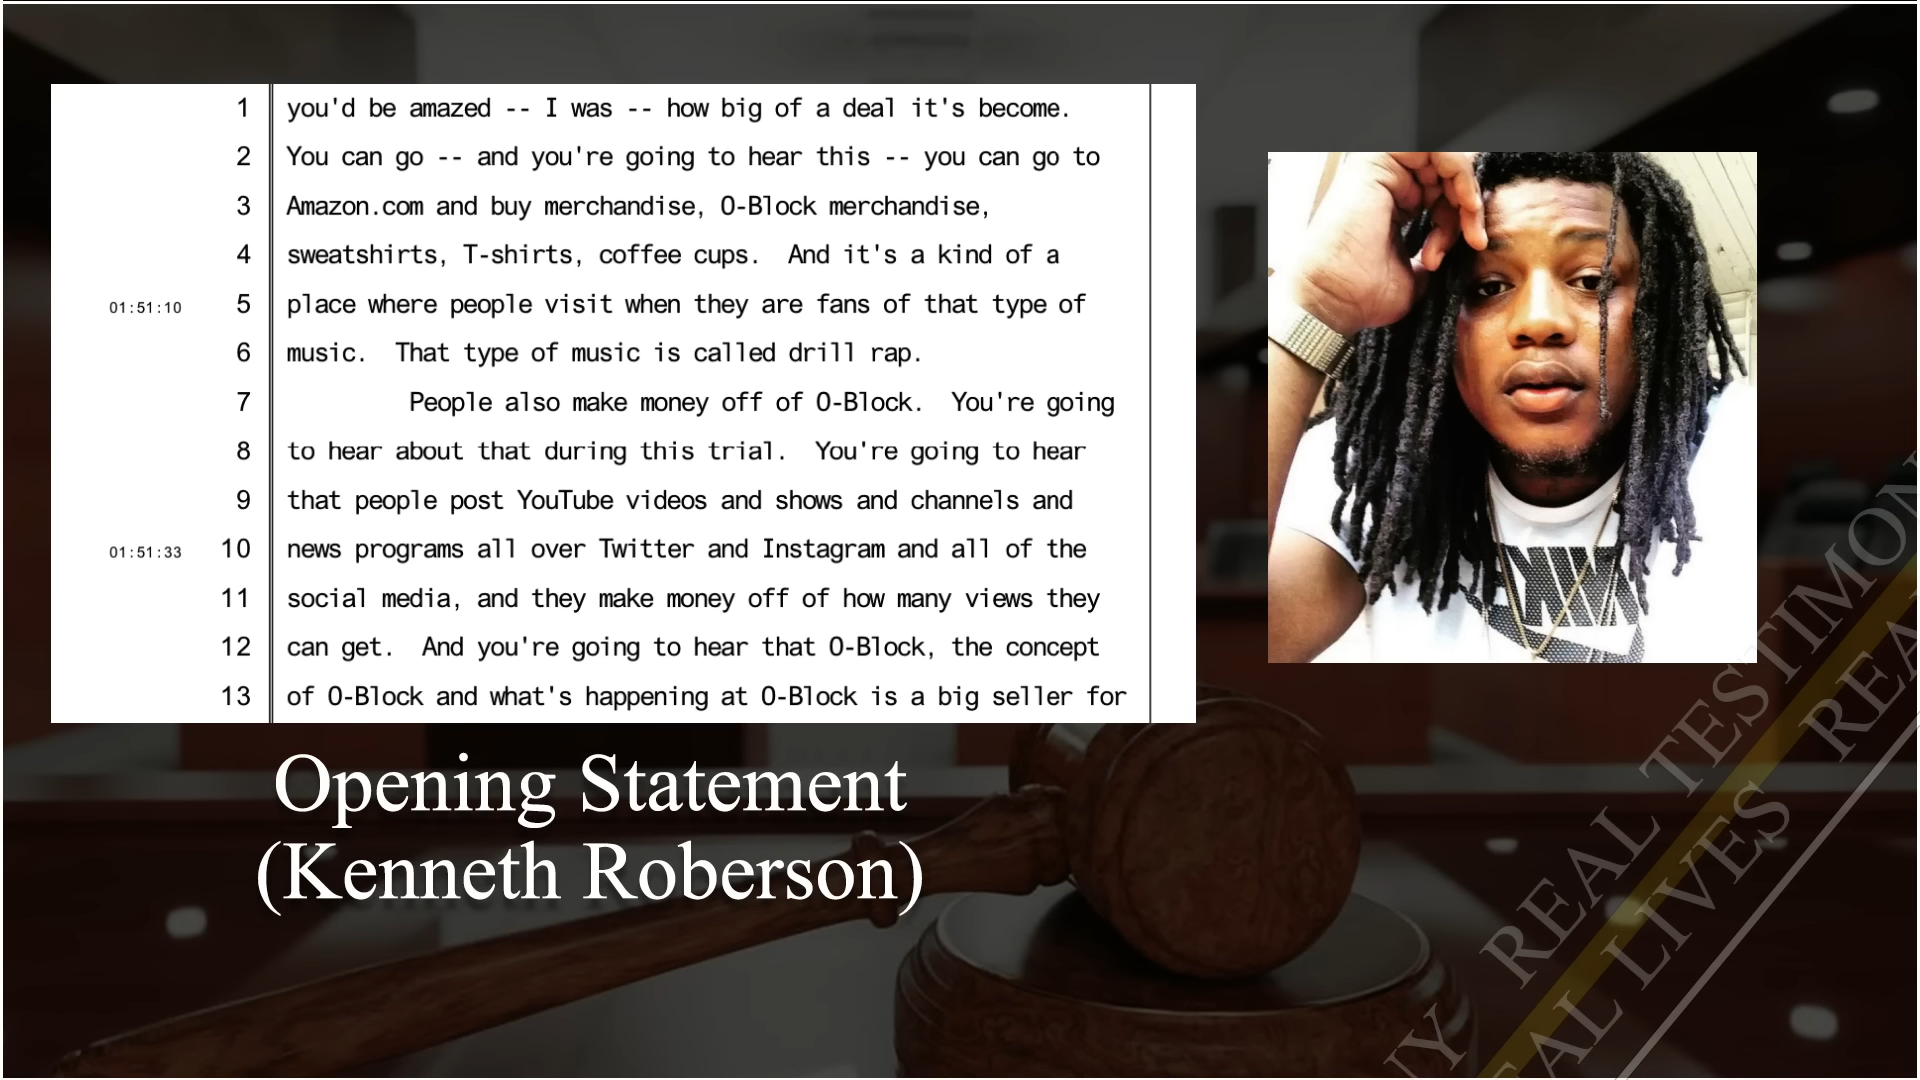 1 you'd be amazed -- I was -- how big of a deal it's become.
2 You can go -- and you're going to hear this -- you can go to
3 Amazon.com and buy merchandise, O-Block merchandise,
4 sweatshirts, T-shirts, coffee cups. And it's a kind of a
01:51:10 5 place where people visit when they are fans of that type of
6 music. That type of music is called drill rap.
7 People also make money off of O-Block. You're going
8 to hear about that during this trial. You're going to hear
9 that people post YouTube videos and shows and channels and
01:51:33 10 news programs all over Twitter and Instagram and all of the
11 social media, and they make money off of how many views they
12 can get. And you're going to hear that O-Block, the concept
13 of O-Block and what's happening at O-Block is a big seller for
Opening Statement
(Kenneth Roberson)
REAL TESTIMON
REAL LIVES REA